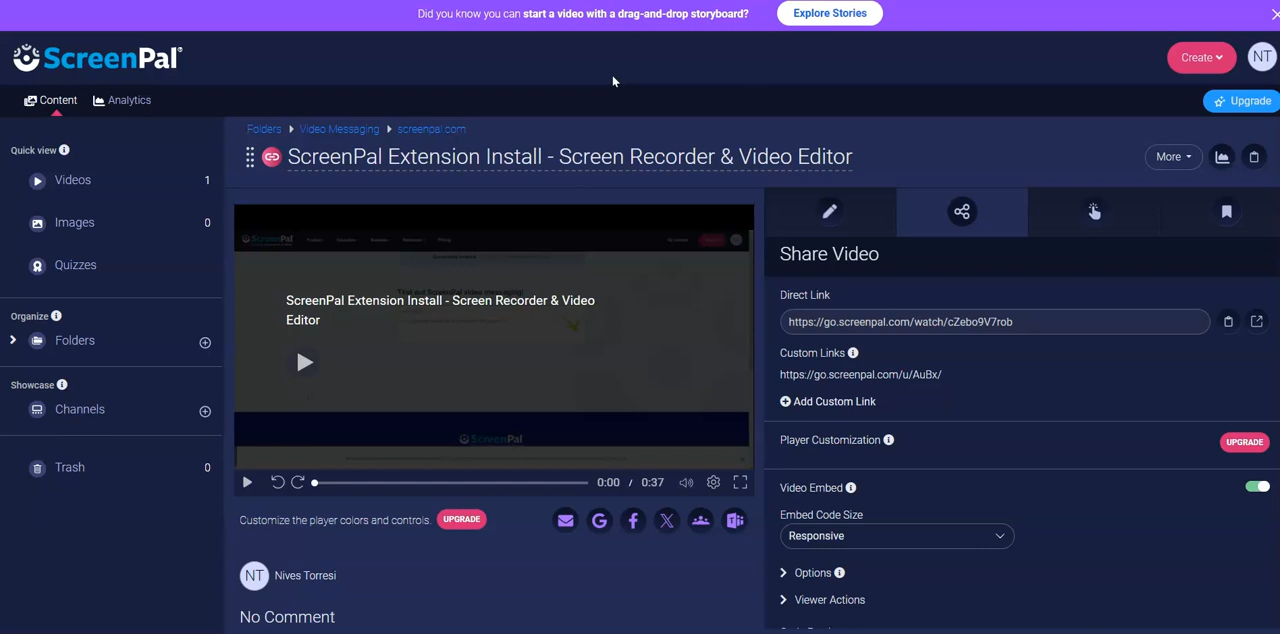 Did you know you can start a video with a drag-and-drop storyboard?
Explore Stories
ScreenPal
Create
NT
Content
Analytics
Upgrade
Quick view
Folders
Video Messaging
screenpal.com
ScreenPal Extension Install - Screen Recorder & Video Editor
More
Videos
1
Images
0
Quizzes
Organize
Folders
Showcase
Channels
Trash
0
ScreenPal
ScreenPal Extension Install - Screen Recorder & Video
Editor
ScreenPal
0:00 / 0:37
Customize the player colors and controls.
UPGRADE
NT
Nives Torresi
No Comment
Share Video
Direct Link
https://go.screenpal.com/watch/cZebo9V7rob
Custom Links
https://go.screenpal.com/u/AuBx/
Add Custom Link
Player Customization
UPGRADE
Video Embed
Embed Code Size
Responsive
Options
Viewer Actions